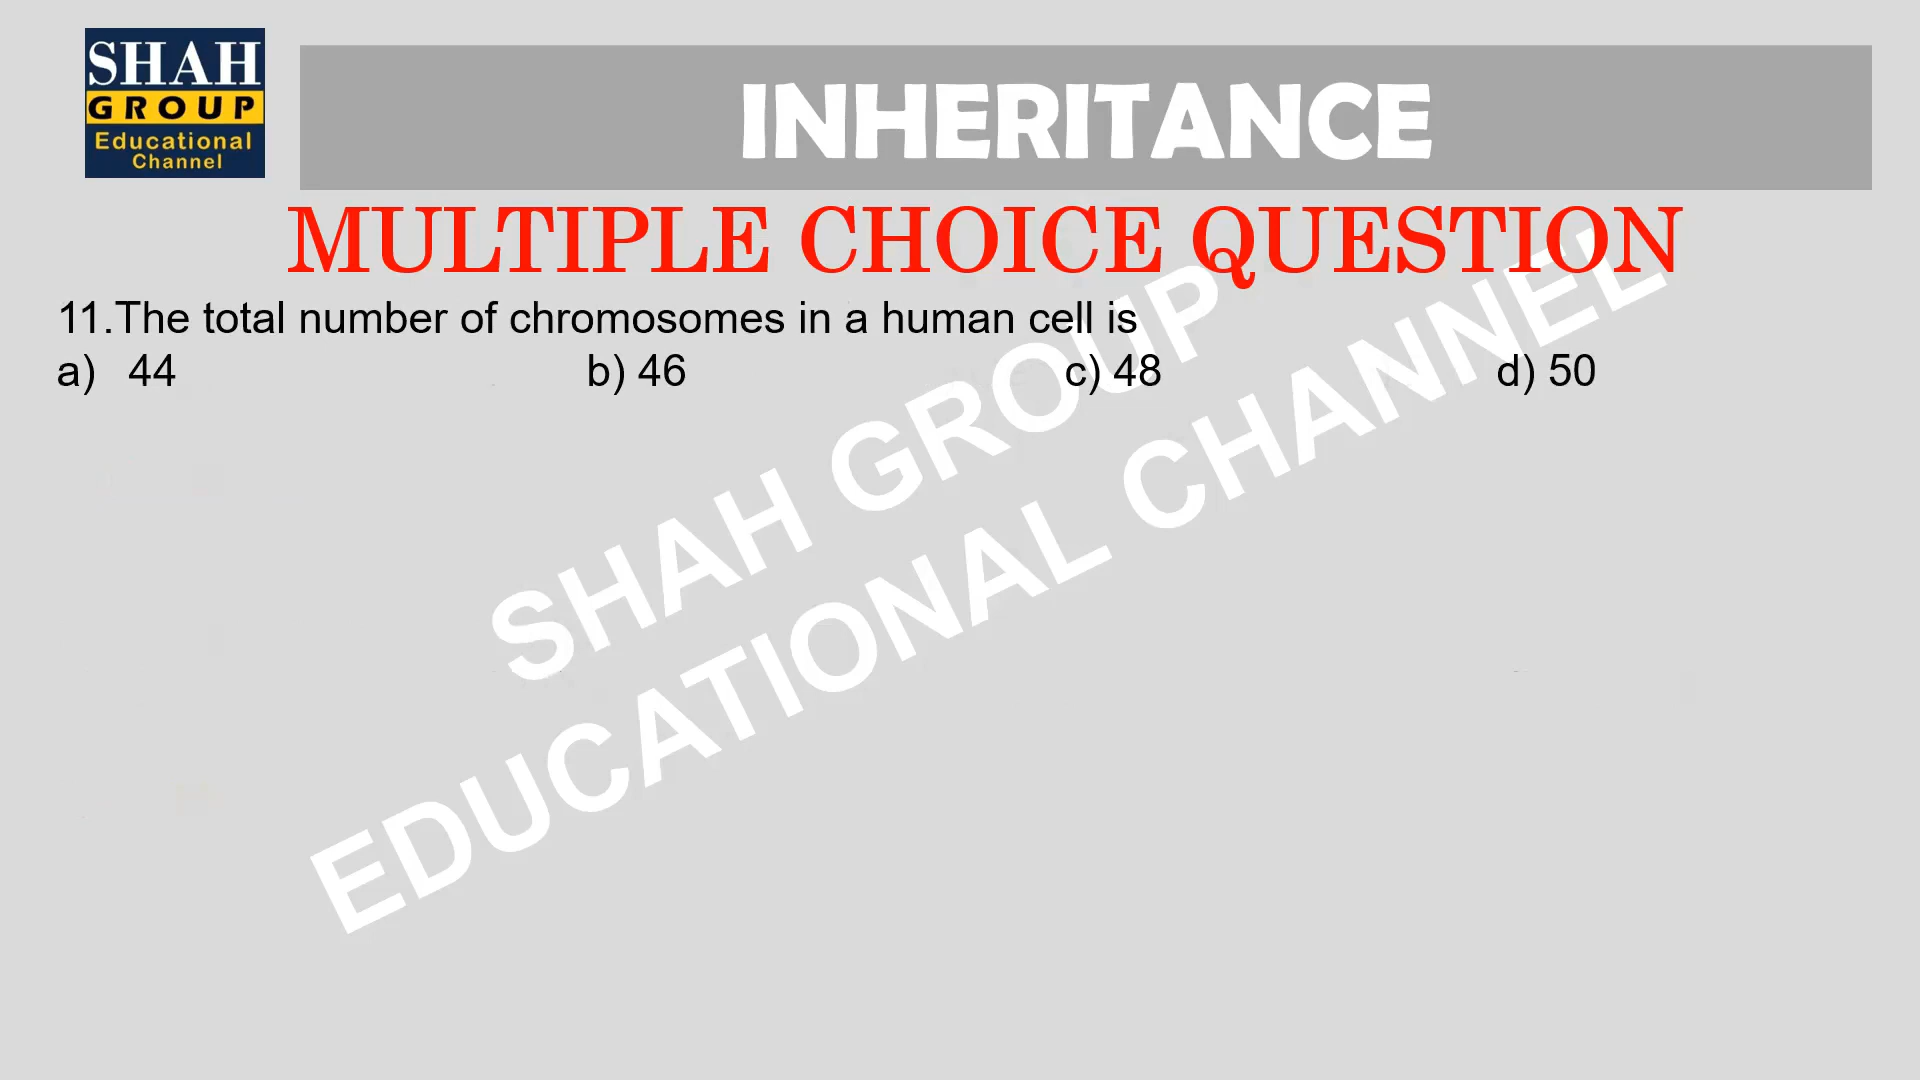 SHAH
GROUP
Educational
Channel
INHERITANCE
MULTIPLE CHOICE QUESTION
11.The total number of chromosomes in a human cell is
a) 44 b) 46 c) 48 d) 50
SHAH GROUP
EDUCATIONAL CHANNEL